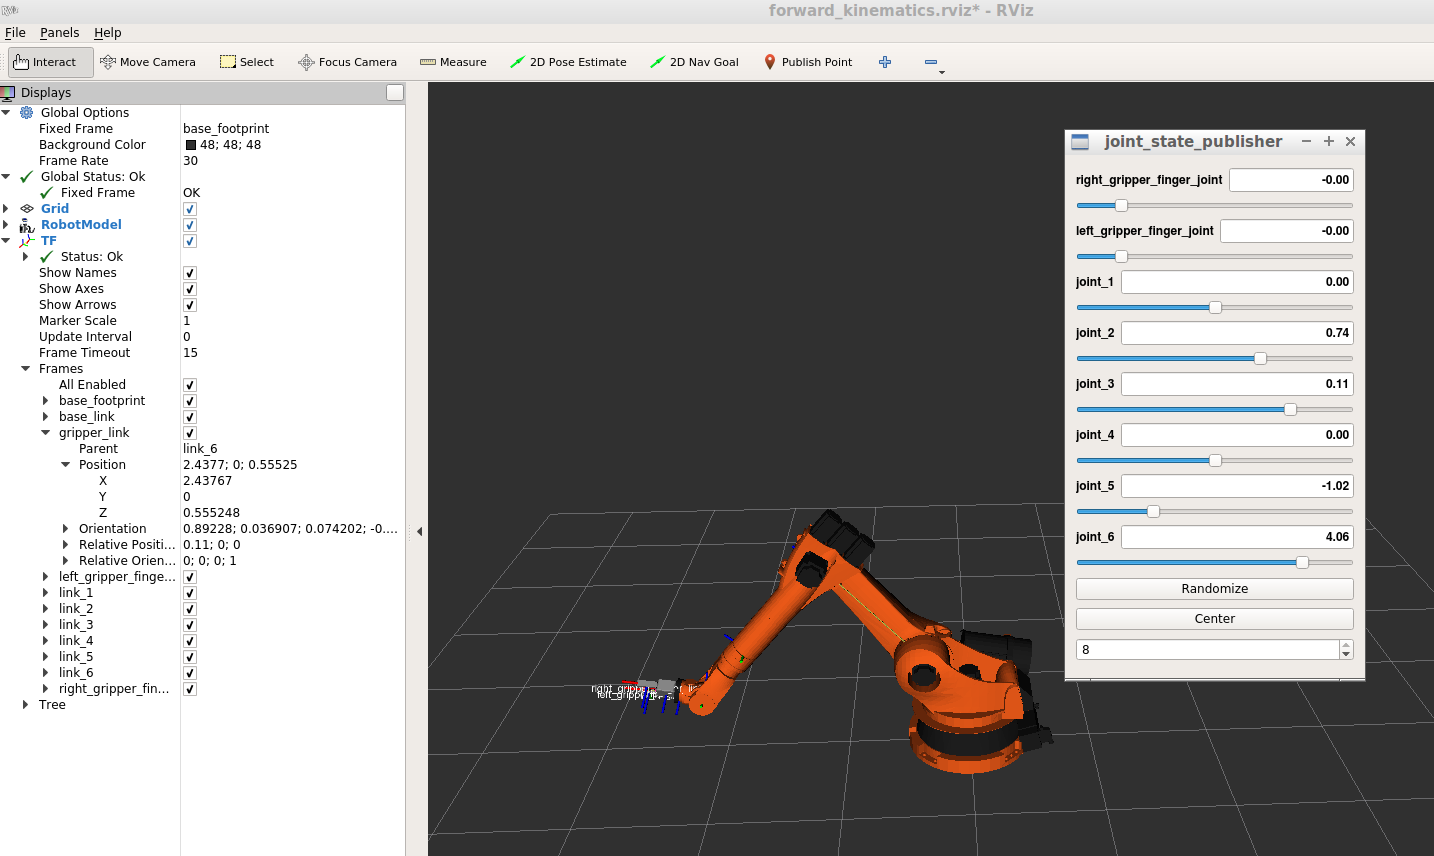 RViz
forward_kinematics.rviz* - RViz
File Panels Help
Interact Move Camera Select Focus Camera Measure 2D Pose Estimate 2D Nav Goal Publish Point
Displays
Global Options
Fixed Frame base_footprint
Background Color 48; 48; 48
Frame Rate 30
Global Status: Ok
Fixed Frame OK
Grid
RobotModel
TF
Status: Ok
Show Names
Show Axes
Show Arrows
Marker Scale 1
Update Interval 0
Frame Timeout 15
Frames
All Enabled
base_footprint
base_link
gripper_link
Parent link_6
Position 2.4377; 0; 0.55525
X 2.43767
Y 0
Z 0.555248
Orientation 0.89228; 0.036907; 0.074202; -0....
Relative Positi... 0.11; 0; 0
Relative Orien... 0; 0; 0; 1
left_gripper_finge...
link_1
link_2
link_3
link_4
link_5
link_6
right_gripper_fin...
Tree
joint_state_publisher
right_gripper_finger_joint -0.00
left_gripper_finger_joint -0.00
joint_1 0.00
joint_2 0.74
joint_3 0.11
joint_4 0.00
joint_5 -1.02
joint_6 4.06
Randomize
Center
8